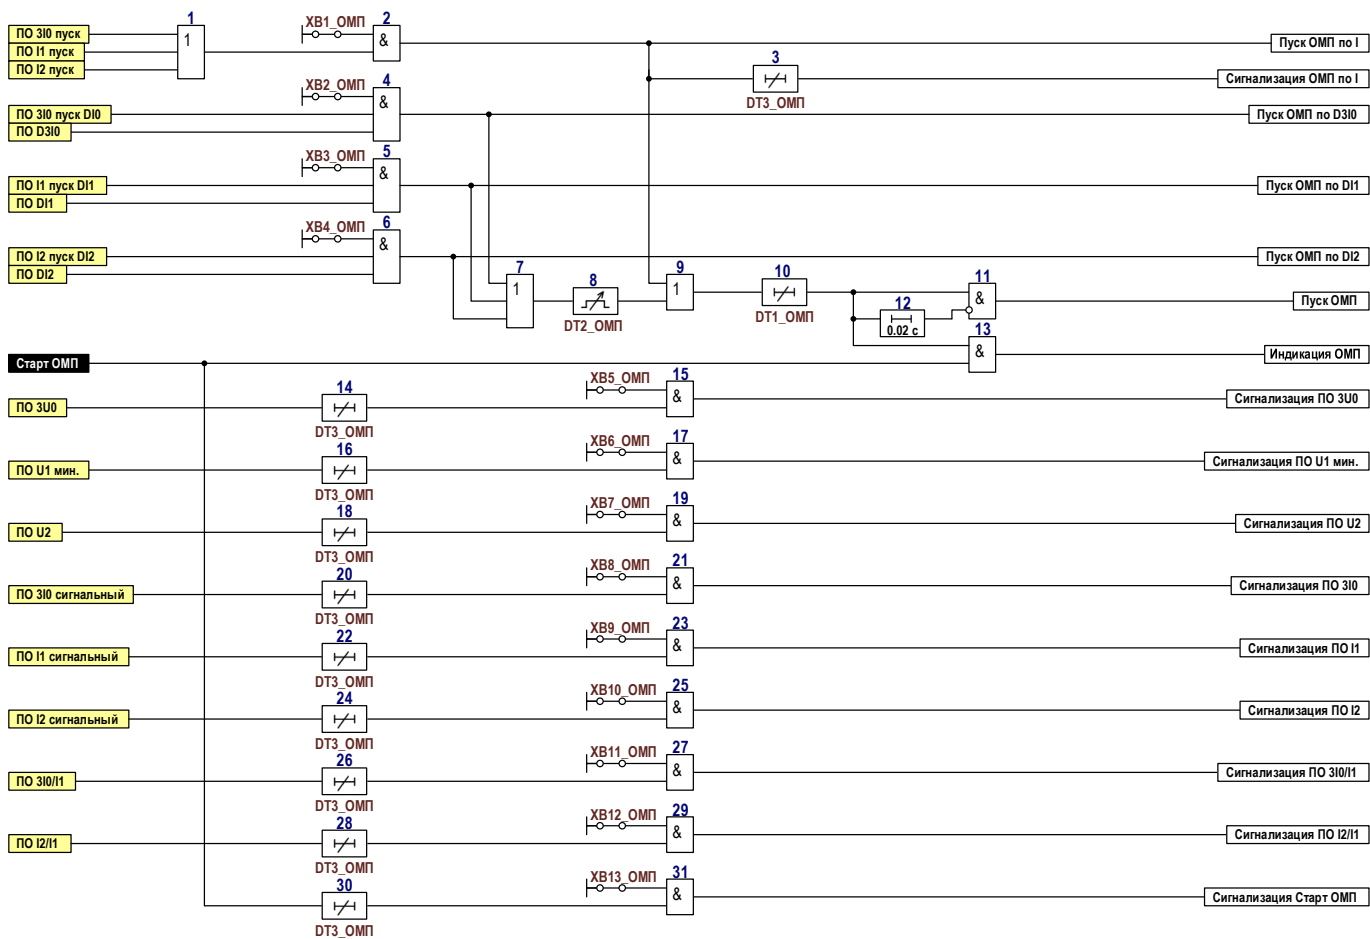 1
ПО 3I0 пуск
ПО I1 пуск
ПО I2 пуск
1
XB1_ОМП
2
&
Пуск ОМП по I
3
DT3_ОМП
Сигнализация ОМП по I
XB2_ОМП
4
&
ПО 3I0 пуск DI0
ПО D3I0
Пуск ОМП по D3I0
XB3_ОМП
5
&
ПО I1 пуск DI1
ПО DI1
Пуск ОМП по DI1
XB4_ОМП
6
&
ПО I2 пуск DI2
ПО DI2
Пуск ОМП по DI2
7
1
8
DT2_ОМП
9
1
10
DT1_ОМП
11
&
Пуск ОМП
12
0.02 с
13
&
Индикация ОМП
Старт ОМП
14
DT3_ОМП
XB5_ОМП
15
&
ПО 3U0
Сигнализация ПО 3U0
16
DT3_ОМП
XB6_ОМП
17
&
ПО U1 мин.
Сигнализация ПО U1 мин.
18
DT3_ОМП
XB7_ОМП
19
&
ПО U2
Сигнализация ПО U2
20
DT3_ОМП
XB8_ОМП
21
&
ПО 3I0 сигнальный
Сигнализация ПО 3I0
22
DT3_ОМП
XB9_ОМП
23
&
ПО I1 сигнальный
Сигнализация ПО I1
24
DT3_ОМП
XB10_ОМП
25
&
ПО I2 сигнальный
Сигнализация ПО I2
26
DT3_ОМП
XB11_ОМП
27
&
ПО 3I0/I1
Сигнализация ПО 3I0/I1
28
DT3_ОМП
XB12_ОМП
29
&
ПО I2/I1
Сигнализация ПО I2/I1
30
DT3_ОМП
XB13_ОМП
31
&
Сигнализация Старт ОМП